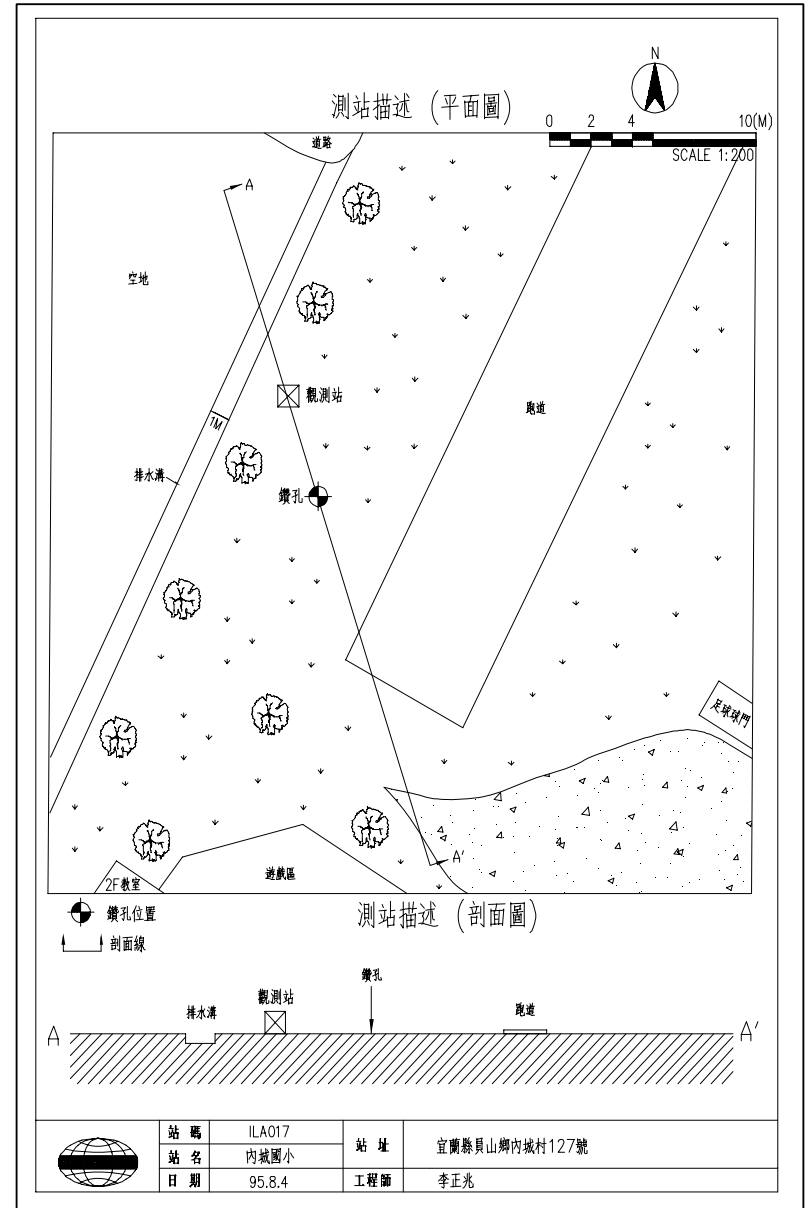 N
測站描述 (平面圖)
0 2 4 10(M)
SCALE 1:200
道路
A
空地
觀測站
跑道
1M
排水溝
鑽孔
足球球門
A'
2F教室
遊戲區
鑽孔位置
剖面線
測站描述 (剖面圖)
鑽孔
觀測站
排水溝
跑道
A
A'
站碼 ILA017
站址 宜蘭縣員山鄉內城村127號
站名 內城國小
日期 95.8.4
工程師 李正兆